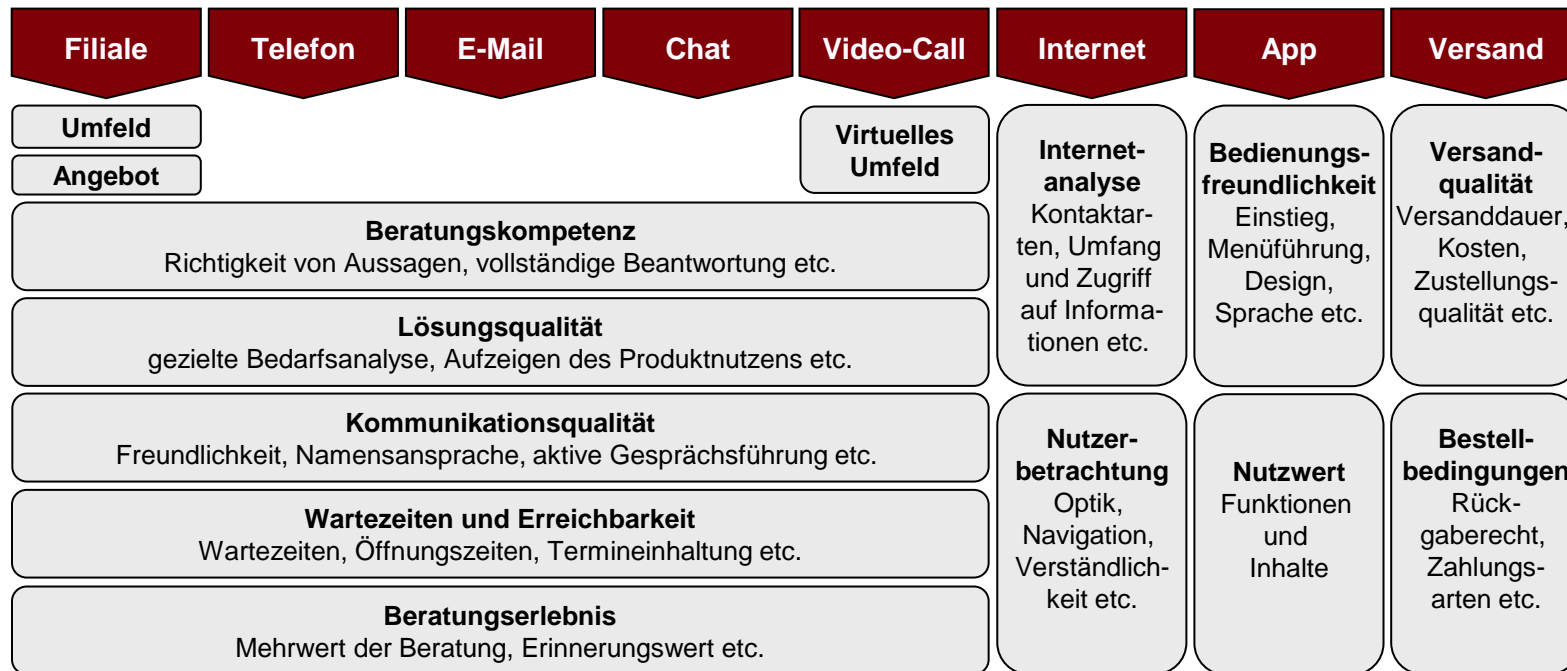 Filiale
Telefon
E-Mail
Chat
Video-Call
Internet
App
Versand
Umfeld
Angebot
Virtuelles
Umfeld
Beratungskompetenz
Richtigkeit von Aussagen, vollständige Beantwortung etc.
Lösungsqualität
gezielte Bedarfsanalyse, Aufzeigen des Produktnutzens etc.
Kommunikationsqualität
Freundlichkeit, Namensansprache, aktive Gesprächsführung etc.
Wartezeiten und Erreichbarkeit
Wartezeiten, Öffnungszeiten, Termineinhaltung etc.
Beratungserlebnis
Mehrwert der Beratung, Erinnerungswert etc.
Internet-
analyse
Kontaktar-
ten, Umfang
und Zugriff
auf Informa-
tionen etc.
Nutzer-
betrachtung
Optik,
Navigation,
Verständlich-
keit etc.
Bedienungs-
freundlichkeit
Einstieg,
Menüführung,
Design,
Sprache etc.
Nutzwert
Funktionen
und
Inhalte
Versand-
qualität
Versanddauer,
Kosten,
Zustellungs-
qualität etc.
Bestell-
bedingungen
Rück-
gaberecht,
Zahlungs-
arten etc.